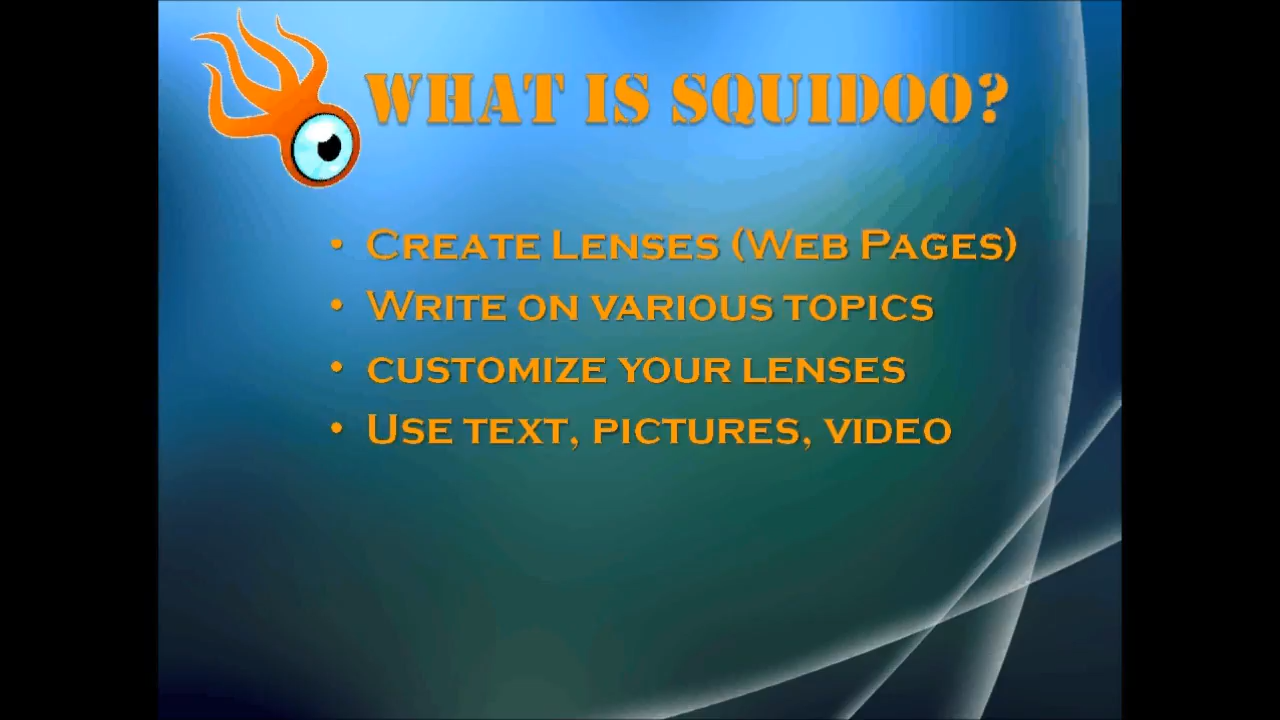 WHAT IS SQUIDOO?
• CREATE LENSES (WEB PAGES)
• WRITE ON VARIOUS TOPICS
• CUSTOMIZE YOUR LENSES
• USE TEXT, PICTURES, VIDEO